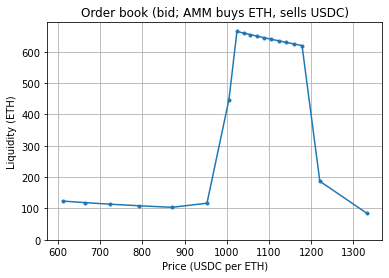 Order book (bid; AMM buys ETH, sells USDC)
Liquidity (ETH)
600
500
400
300
200
100
0
600 700 800 900 1000 1100 1200 1300
Price (USDC per ETH)